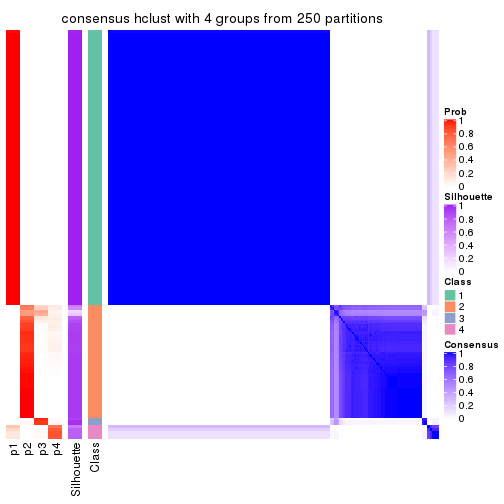 consensus hclust with 4 groups from 250 partitions
Prob
1
0.8
0.6
0.4
0.2
0
Silhouette
1
0.8
0.6
0.4
0.2
0
Class
1
2
3
4
Consensus
1
0.8
0.6
0.4
0.2
0
p1
p2
p3
p4
Silhouette
Class